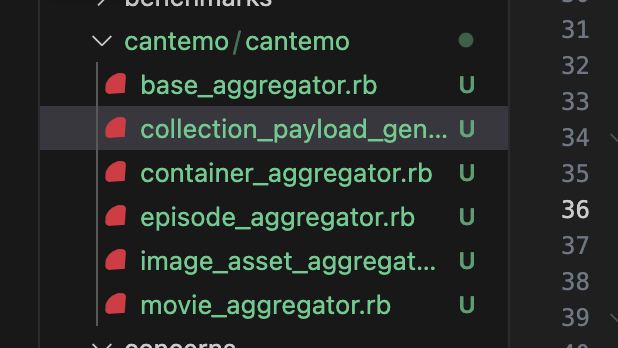 benchmarks
31
cantemo / cantemo
32
base_aggregator.rb U
33
collection_payload_gen... U
34
container_aggregator.rb U
35
episode_aggregator.rb U
36
37
image_asset_aggregat... U
38
movie_aggregator.rb U
39
concerns